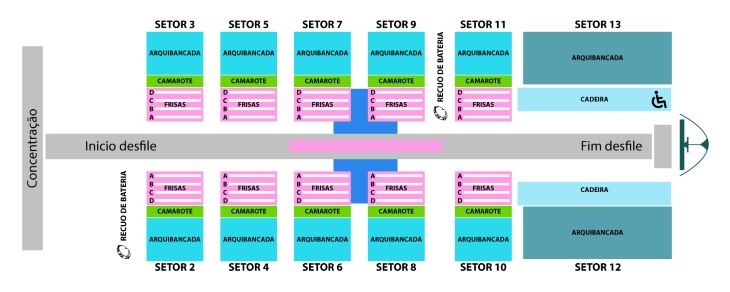 SETOR 3 SETOR 5 SETOR 7 SETOR 9 SETOR 11 SETOR 13
ARQUIBANCADA ARQUIBANCADA ARQUIBANCADA ARQUIBANCADA RECUO DE BATERIA ARQUIBANCADA ARQUIBANCADA
CAMAROTE CAMAROTE CAMAROTE CAMAROTE CAMAROTE
D D D D D
C C C C C
FRISAS FRISAS FRISAS FRISAS FRISAS CADEIRA
B B B B B
A A A A A
Concentração
Inicio desfile Fim desfile
A A A A A
B B B B B
FRISAS FRISAS FRISAS FRISAS FRISAS CADEIRA
C C C C C
D D D D D
RECUO DE BATERIA
CAMAROTE CAMAROTE CAMAROTE CAMAROTE CAMAROTE
ARQUIBANCADA ARQUIBANCADA ARQUIBANCADA ARQUIBANCADA ARQUIBANCADA ARQUIBANCADA
SETOR 2 SETOR 4 SETOR 6 SETOR 8 SETOR 10 SETOR 12